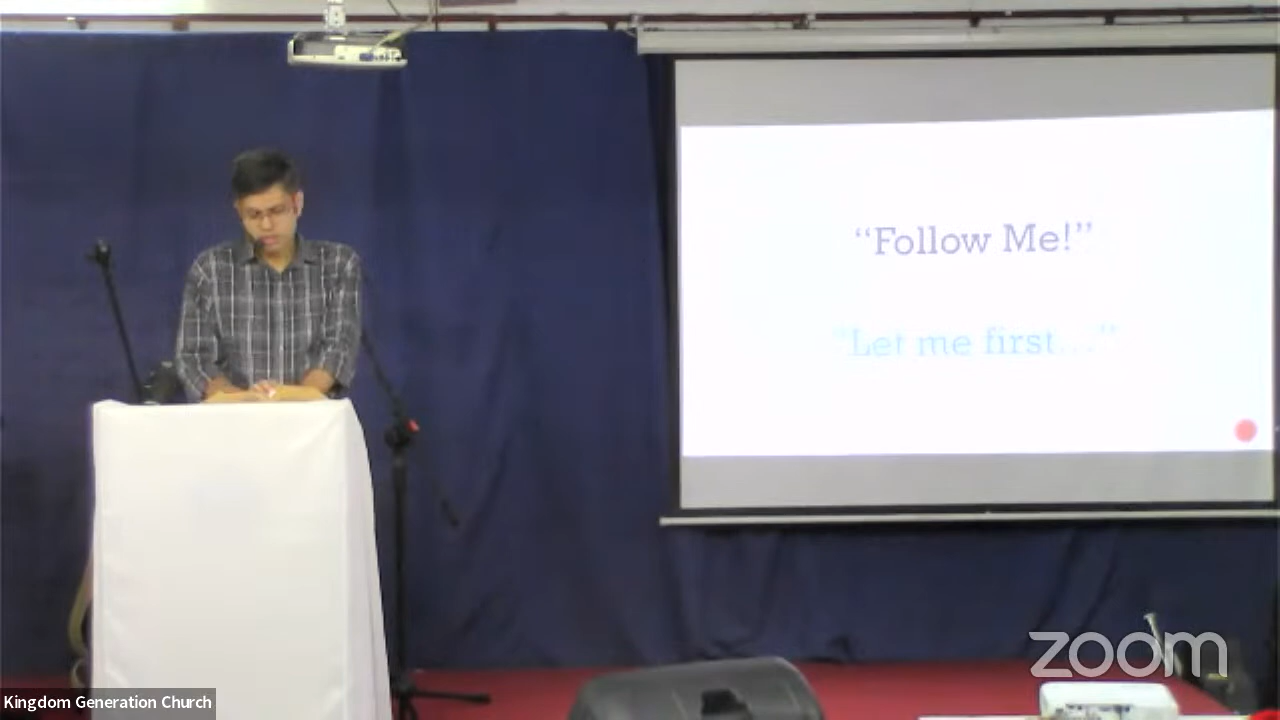 “Follow Me!”
“Let me first...”
zoom
Kingdom Generation Church